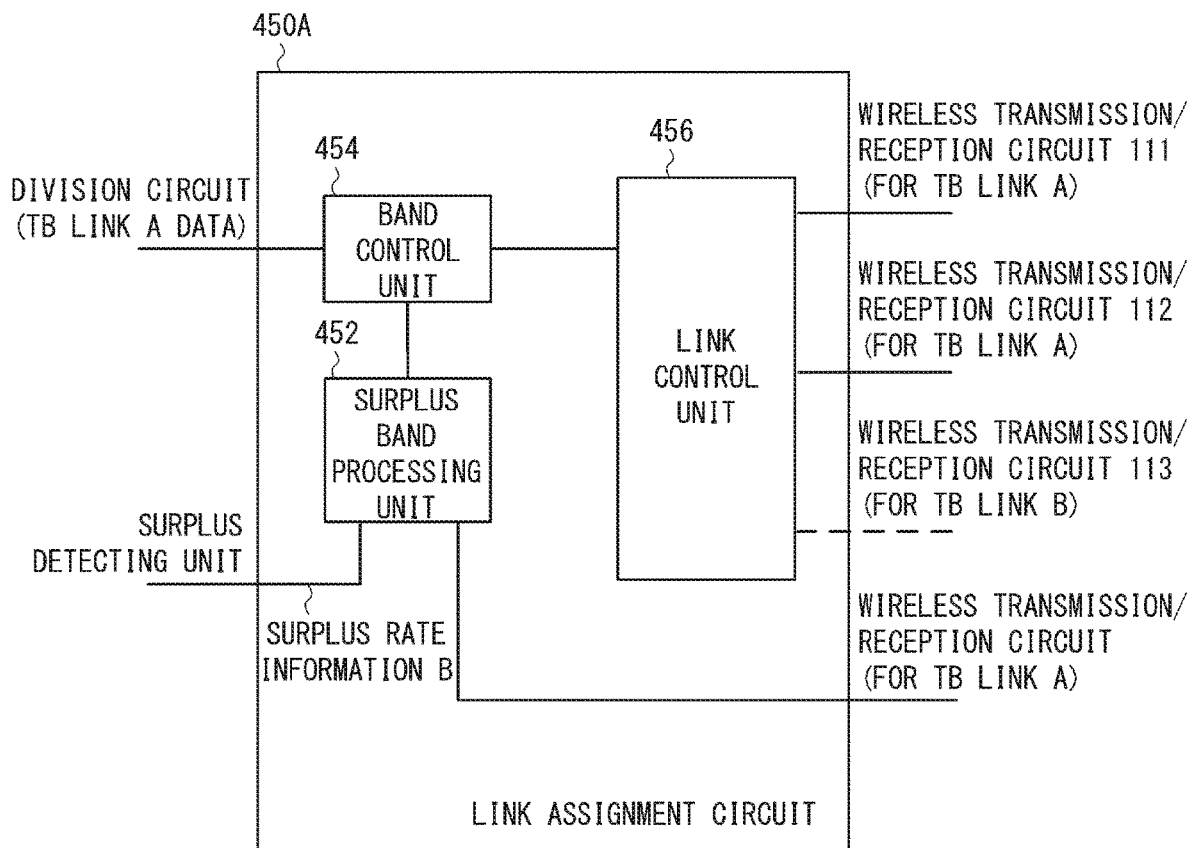 450A
DIVISION CIRCUIT
(TB LINK A DATA)
454
BAND
CONTROL
UNIT
452
SURPLUS
BAND
PROCESSING
UNIT
SURPLUS
DETECTING UNIT
SURPLUS RATE
INFORMATION B
456
LINK
CONTROL
UNIT
WIRELESS TRANSMISSION/
RECEPTION CIRCUIT 111
(FOR TB LINK A)
WIRELESS TRANSMISSION/
RECEPTION CIRCUIT 112
(FOR TB LINK A)
WIRELESS TRANSMISSION/
RECEPTION CIRCUIT 113
(FOR TB LINK B)
WIRELESS TRANSMISSION/
RECEPTION CIRCUIT
(FOR TB LINK A)
LINK ASSIGNMENT CIRCUIT